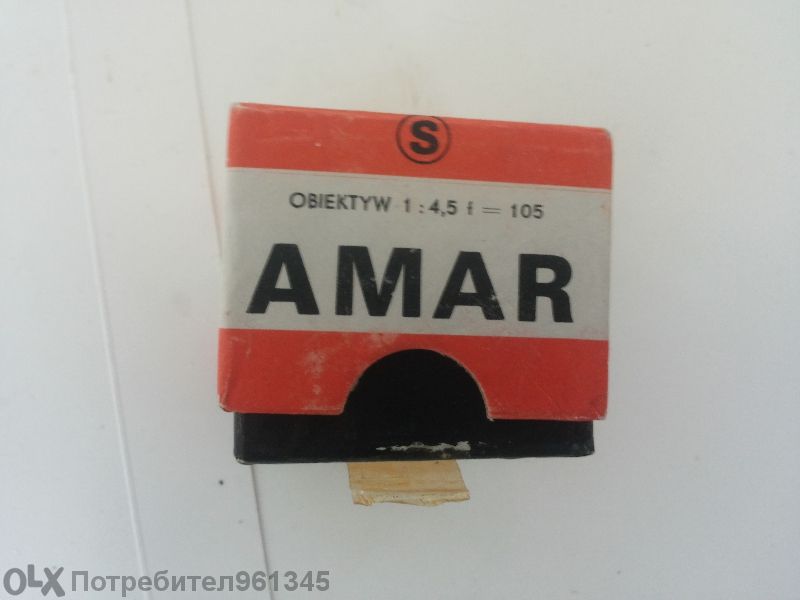 S
OBIEKTYW 1 : 4,5 f = 105
AMAR
OLX Потребител961345